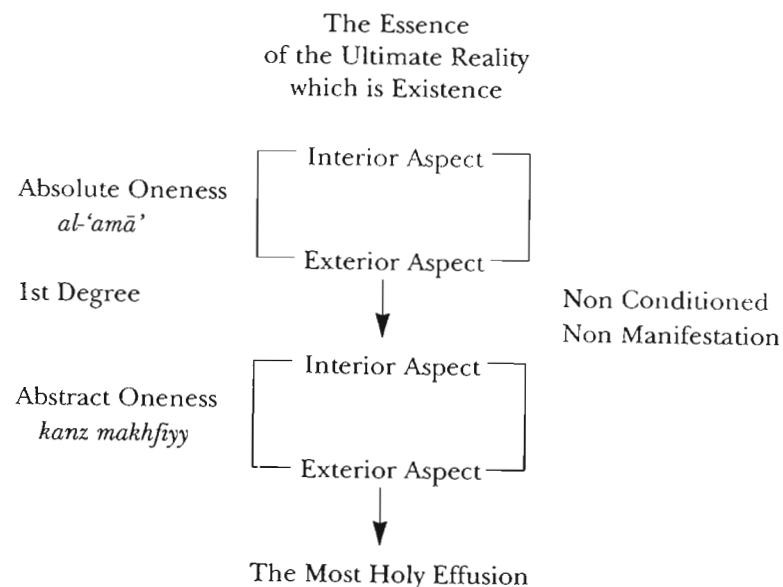 The Essence
of the Ultimate Reality
which is Existence
Interior Aspect
Absolute Oneness
al-‘amā’
Exterior Aspect
1st Degree
Non Conditioned
Non Manifestation
Interior Aspect
Abstract Oneness
kanz makhfiyy
Exterior Aspect
The Most Holy Effusion